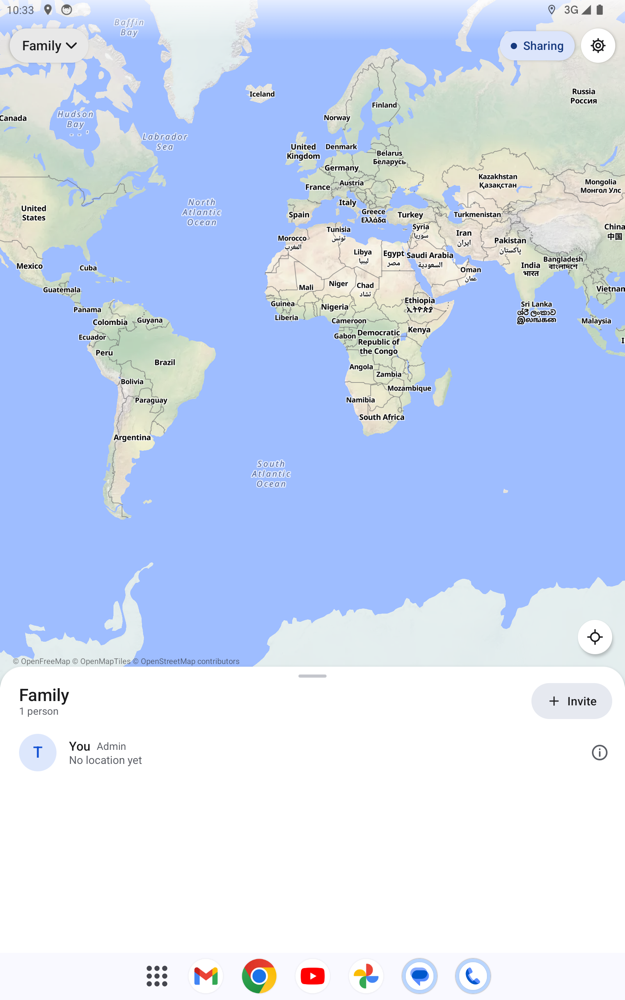 10:33
3G
Family
Sharing
Baffin
Bay
Iceland
Russia
Россия
Finland
Norway
Canada
Hudson
Bay
Labrador
Sea
United
Kingdom
Denmark
Belarus
Беларусь
Germany
Kazakhstan
Қазақстан
Mongolia
Монгол Улс
France
Austria
Italy
United
States
North
Atlantic
Ocean
Spain
Greece
Ελλάδα
Turkey
Turkmenistan
Syria
سوريا
Tunisia
تونس
Iran
ایران
Pakistan
پاکستان
China
中国
Morocco
المغرب
Libya
ليبيا
Egypt
مصر
Saudi Arabia
السعودية
Oman
عمان
India
भारत
Bangladesh
বাংলাদেশ
Mexico
Cuba
Guatemala
Mali
Niger
Chad
تشاد
Vietnam
Panama
Guinea
Liberia
Nigeria
Ethiopia
ኢትዮጵያ
Sri Lanka
ශ්‍රී ලංකාව
இலங்கை
Malaysia
Colombia
Guyana
Cameroon
Gabon
Democratic
Republic of
the Congo
Kenya
Ecuador
Peru
Brazil
Angola
Zambia
Bolivia
Mozambique
Paraguay
Namibia
South Africa
Argentina
South
Atlantic
Ocean
© OpenFreeMap © OpenMapTiles © OpenStreetMap contributors
Family
1 person
Invite
T
You Admin
No location yet